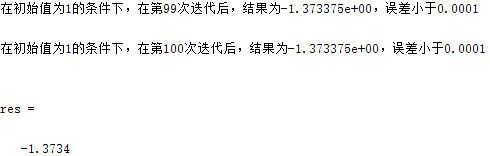 在初始值为1的条件下，在第99次迭代后，结果为-1.373375e+00，误差小于0.0001
在初始值为1的条件下，在第100次迭代后，结果为-1.373375e+00，误差小于0.0001
res =
-1.3734